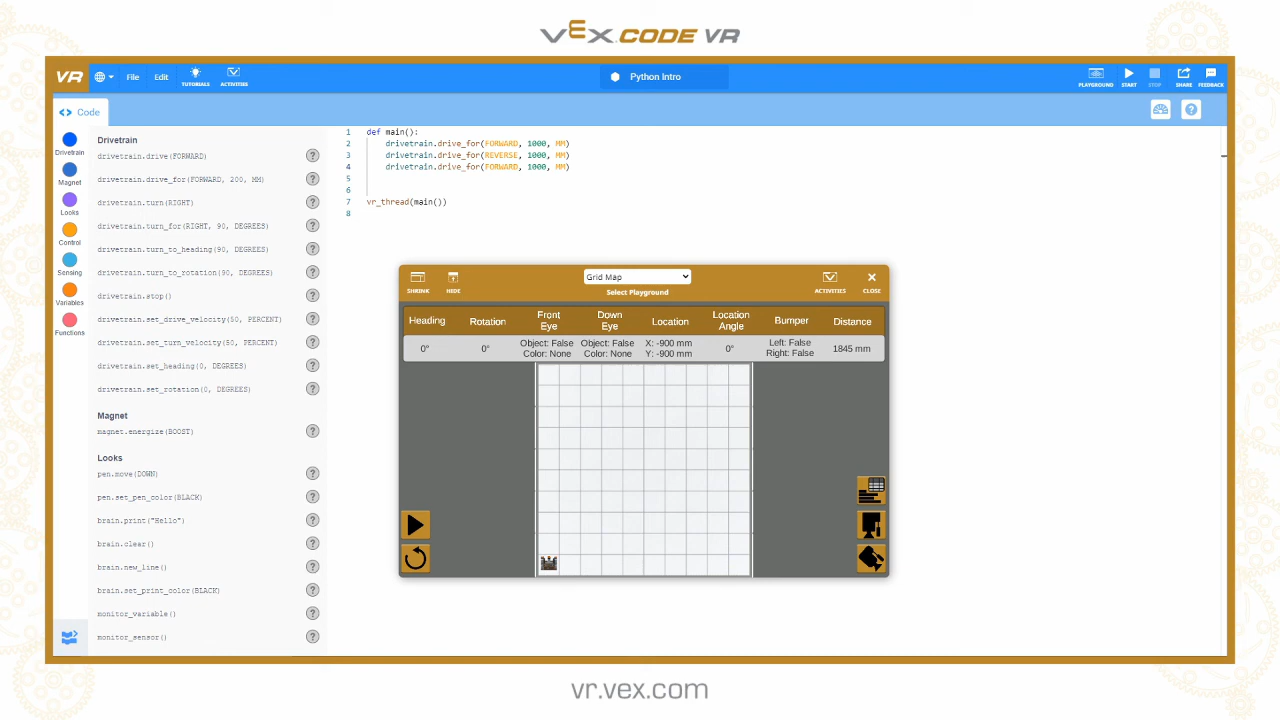 VEX CODE VR
VR
File
Edit
TUTORIALS
ACTIVITIES
Python Intro
PLAYGROUND
START
STOP
SHARE
FEEDBACK
<> Code
Drivetrain
Magnet
Looks
Control
Sensing
Variables
Functions
Drivetrain
drivetrain.drive(FORWARD)
drivetrain.drive_for(FORWARD, 200, MM)
drivetrain.turn(RIGHT)
drivetrain.turn_for(RIGHT, 90, DEGREES)
drivetrain.turn_to_heading(90, DEGREES)
drivetrain.turn_to_rotation(90, DEGREES)
drivetrain.stop()
drivetrain.set_drive_velocity(50, PERCENT)
drivetrain.set_turn_velocity(50, PERCENT)
drivetrain.set_heading(0, DEGREES)
drivetrain.set_rotation(0, DEGREES)
Magnet
magnet.energize(BOOST)
Looks
pen.move(DOWN)
pen.set_pen_color(BLACK)
brain.print("Hello")
brain.clear()
brain.new_line()
brain.set_print_color(BLACK)
monitor_variable()
monitor_sensor()
1 def main():
2 drivetrain.drive_for(FORWARD, 1000, MM)
3 drivetrain.drive_for(REVERSE, 1000, MM)
4 drivetrain.drive_for(FORWARD, 1000, MM)
5
6
7 vr_thread(main())
8
SHRINK
HIDE
Grid Map
Select Playground
ACTIVITIES
CLOSE
Heading Rotation Front Eye Down Eye Location Location Angle Bumper Distance
0° 0° Object: False Object: False X: -900 mm 0° Left: False 1845 mm
Color: None Color: None Y: -900 mm Right: False
vr.vex.com